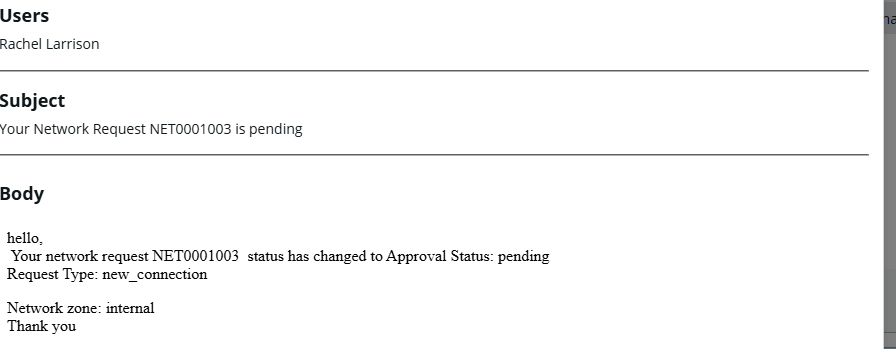 Users
Rachel Larrison
Subject
Your Network Request NET0001003 is pending
Body
hello,
Your network request NET0001003  status has changed to Approval Status: pending
Request Type: new_connection
Network zone: internal
Thank you